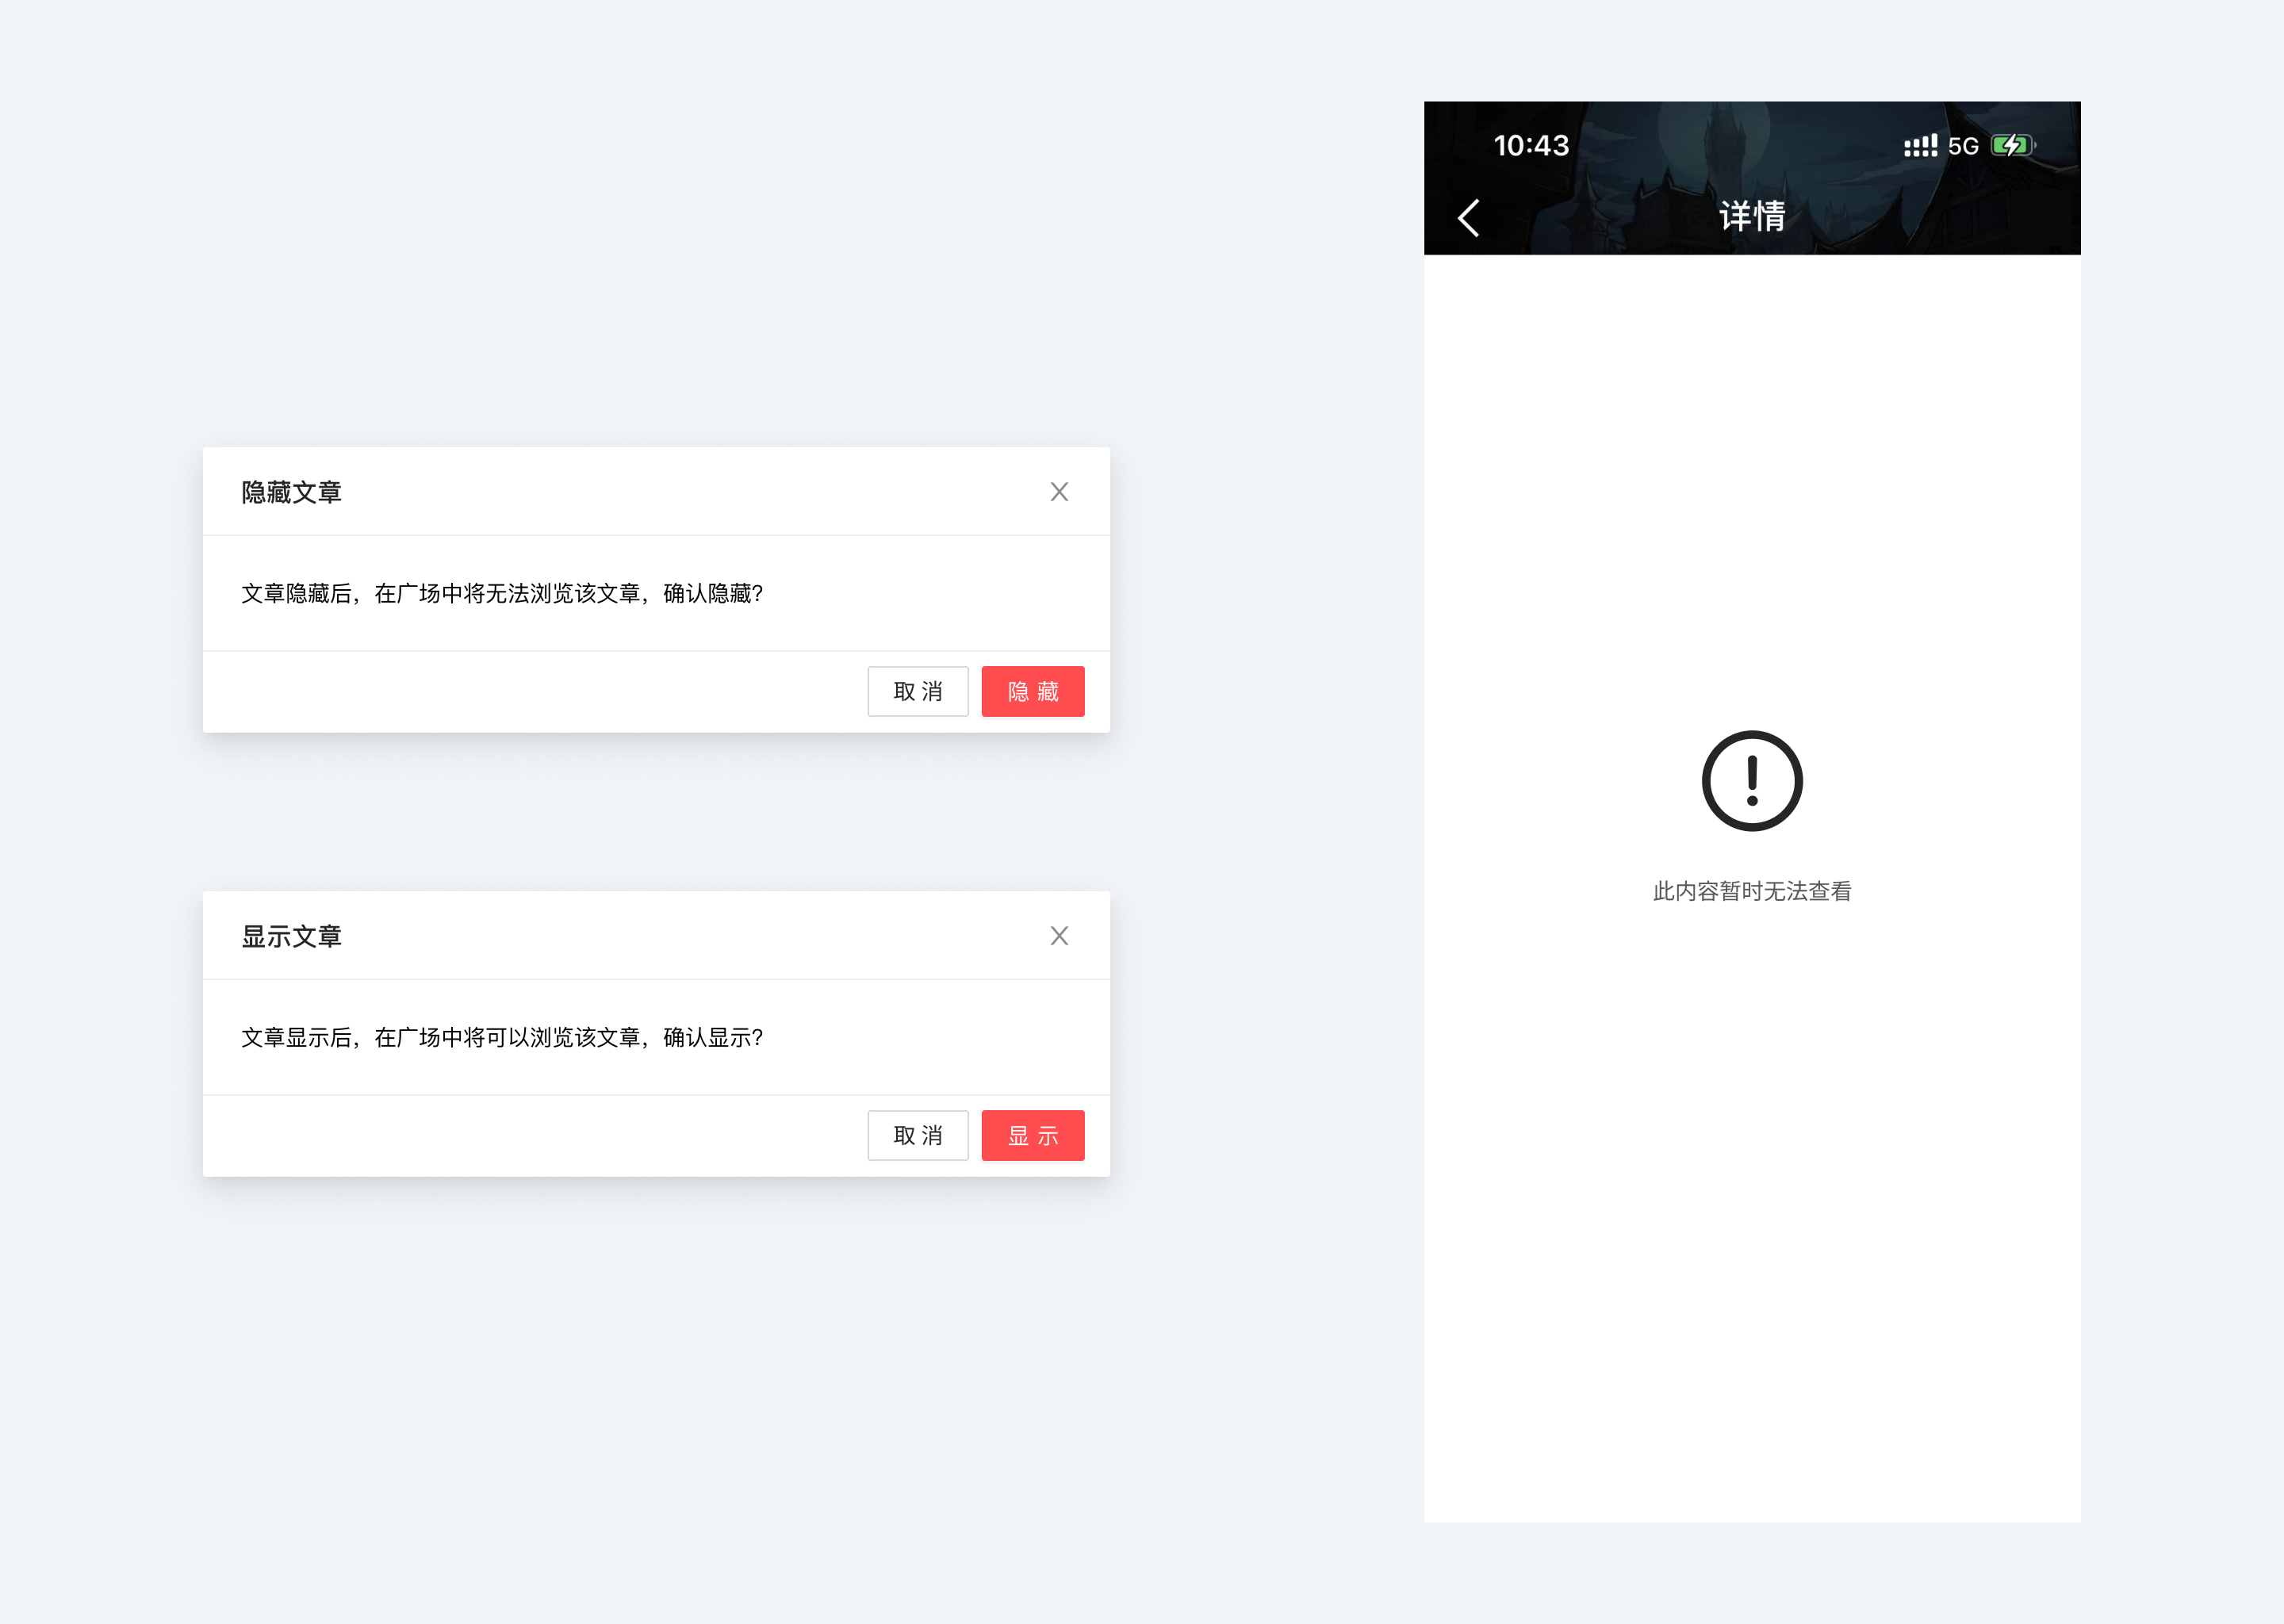 隐藏文章
文章隐藏后，在广场中将无法浏览该文章，确认隐藏？
取 消
隐 藏
显示文章
文章显示后，在广场中将可以浏览该文章，确认显示？
取 消
显 示
10:43
5G
详情
此内容暂时无法查看